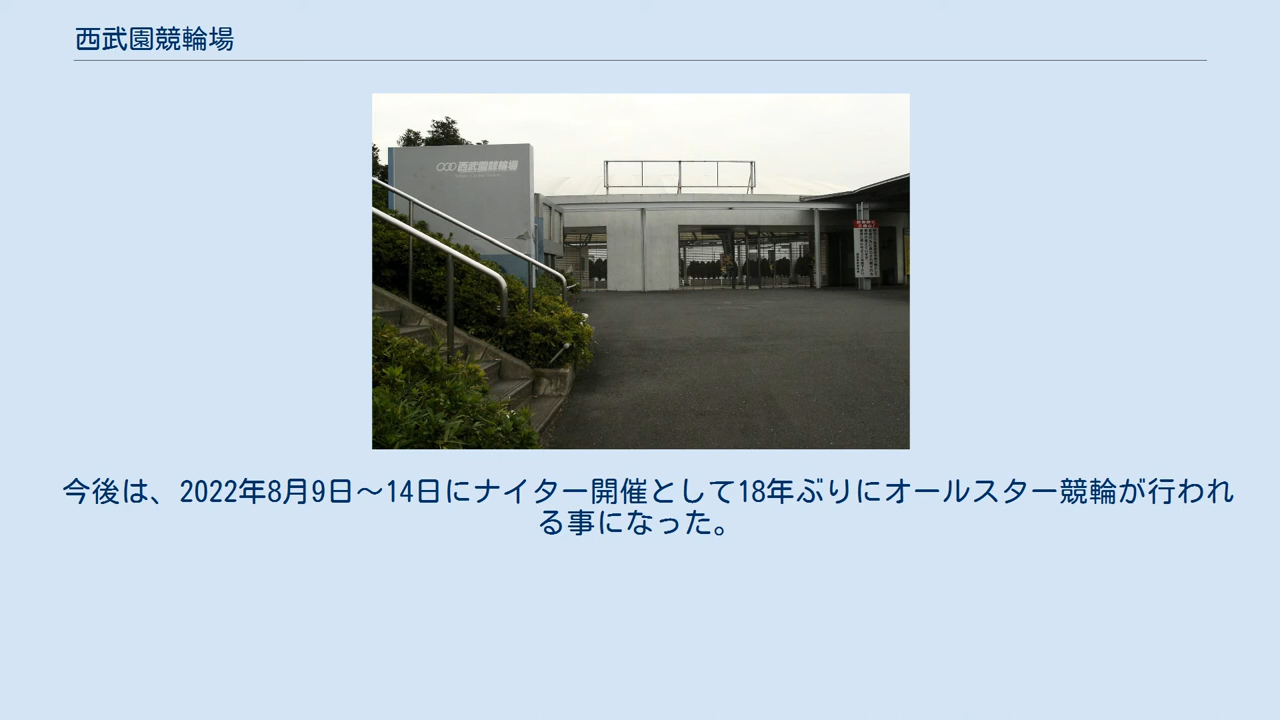 西武園競輪場
西武園競輪場
今後は、2022年8月9日～14日にナイター開催として18年ぶりにオールスター競輪が行われ
る事になった。